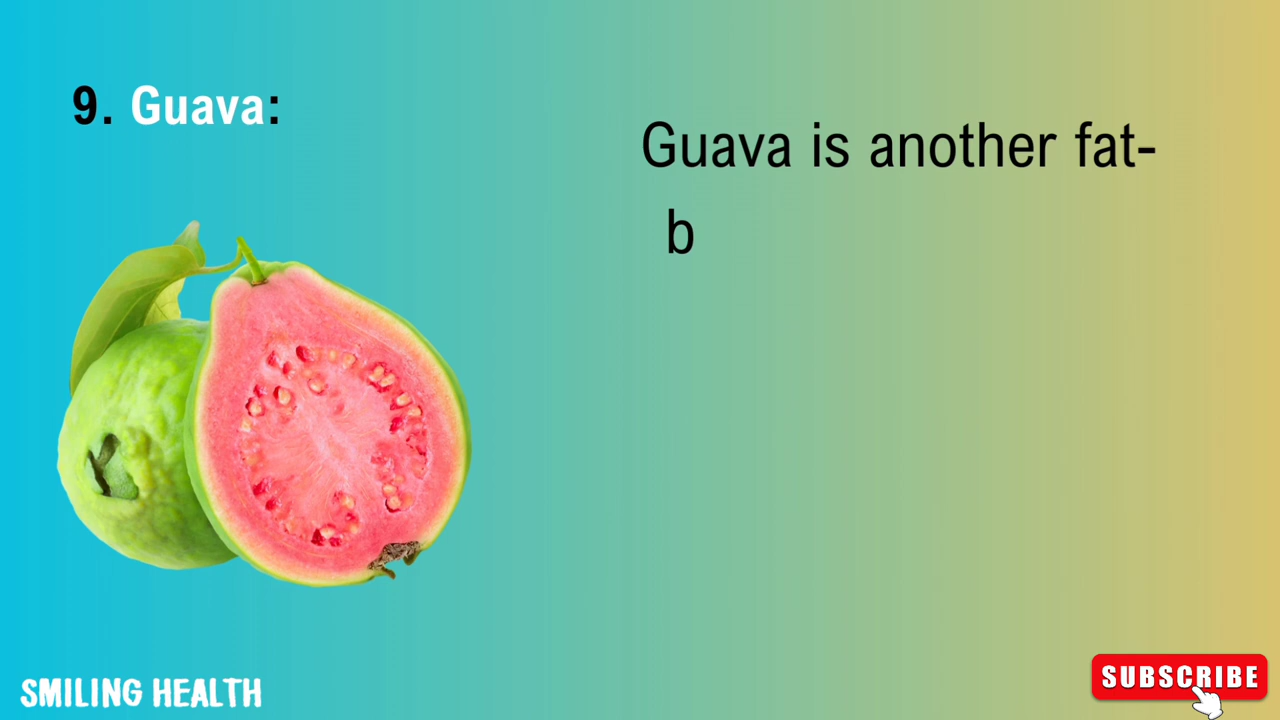 9. Guava:
Guava is another fat-
b
SMILING HEALTH
SUBSCRIBE